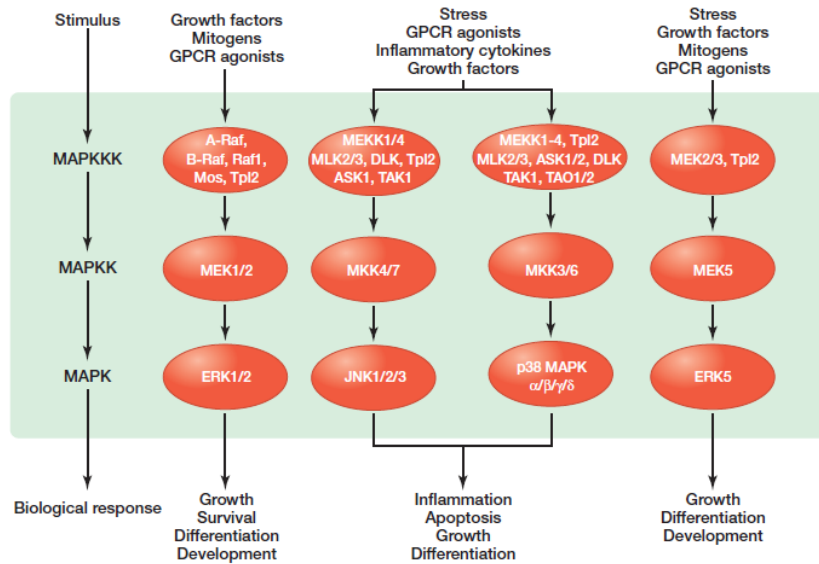 Stimulus
Growth factors
Mitogens
GPCR agonists
Stress
GPCR agonists
Inflammatory cytokines
Growth factors
Stress
Growth factors
Mitogens
GPCR agonists
MAPKKK
A-Raf,
B-Raf, Raf1,
Mos, Tpl2
MEKK1/4
MLK2/3, DLK, Tpl2
ASK1, TAK1
MEKK1-4, Tpl2
MLK2/3, ASK1/2, DLK
TAK1, TAO1/2
MEK2/3, Tpl2
MAPKK
MEK1/2
MKK4/7
MKK3/6
MEK5
MAPK
ERK1/2
JNK1/2/3
p38 MAPK
α/β/γ/δ
ERK5
Biological response
Growth
Survival
Differentiation
Development
Inflammation
Apoptosis
Growth
Differentiation
Growth
Differentiation
Development